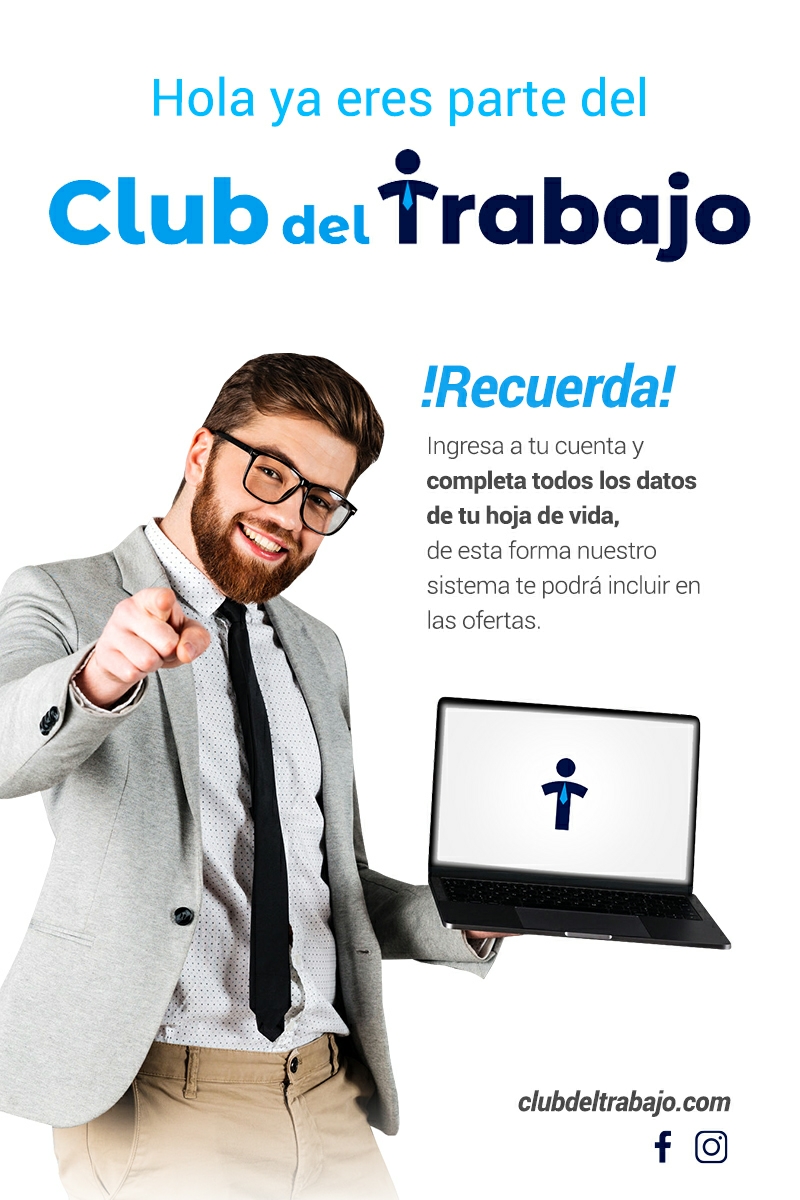 Hola ya eres parte del
Club del Trabajo
!Recuerda!
Ingresa a tu cuenta y
completa todos los datos
de tu hoja de vida,
de esta forma nuestro
sistema te podrá incluir en
las ofertas.
clubdeltrabajo.com